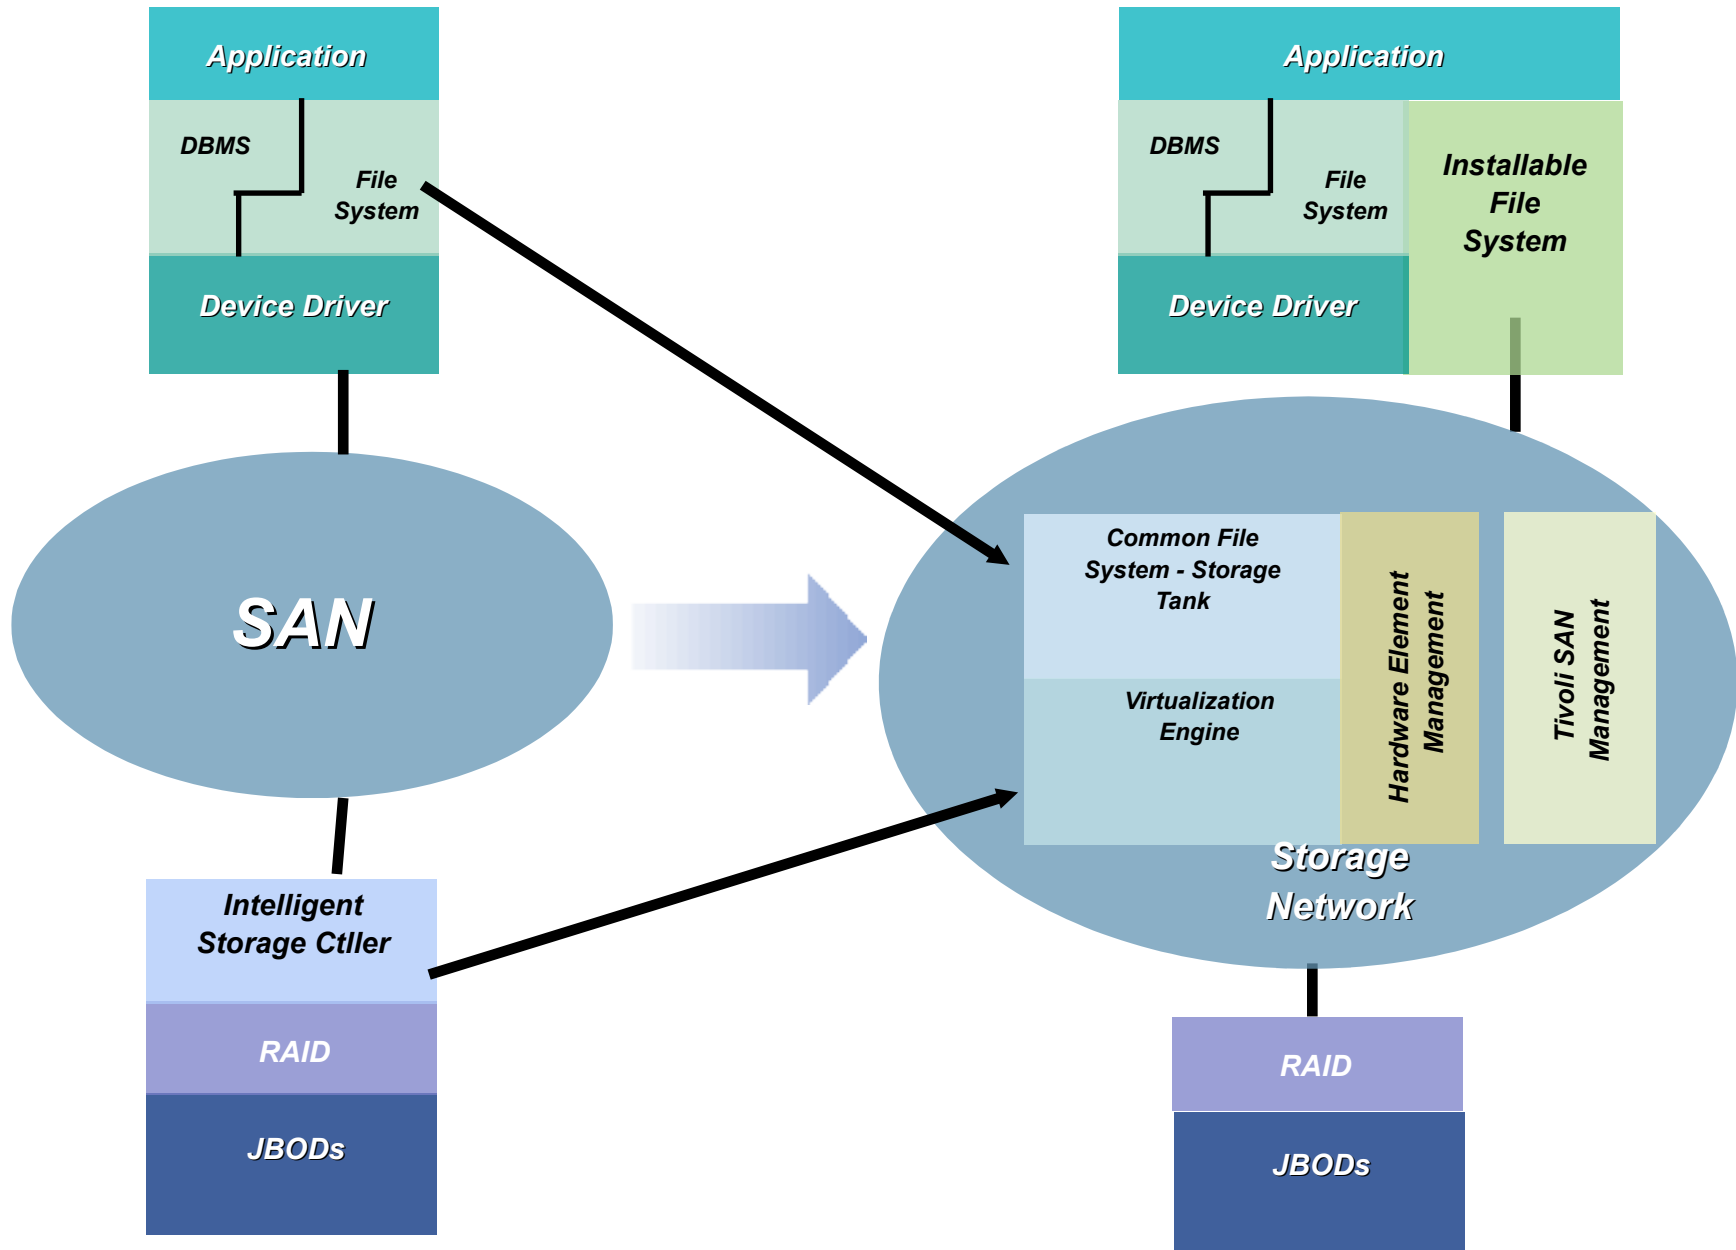 Application
DBMS
File
System
Device Driver
SAN
Intelligent
Storage Ctller
RAID
JBODs
Application
DBMS
File
System
Installable
File
System
Device Driver
Common File
System - Storage
Tank
Virtualization
Engine
Hardware Element
Management
Tivoli SAN
Management
Storage
Network
RAID
JBODs